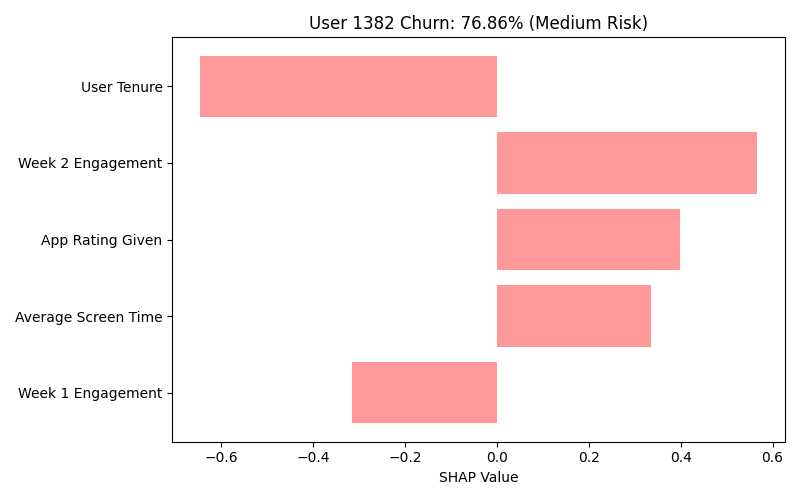 User 1382 Churn: 76.86% (Medium Risk)
User Tenure
Week 2 Engagement
App Rating Given
Average Screen Time
Week 1 Engagement
−0.6 −0.4 −0.2 0.0 0.2 0.4 0.6
SHAP Value